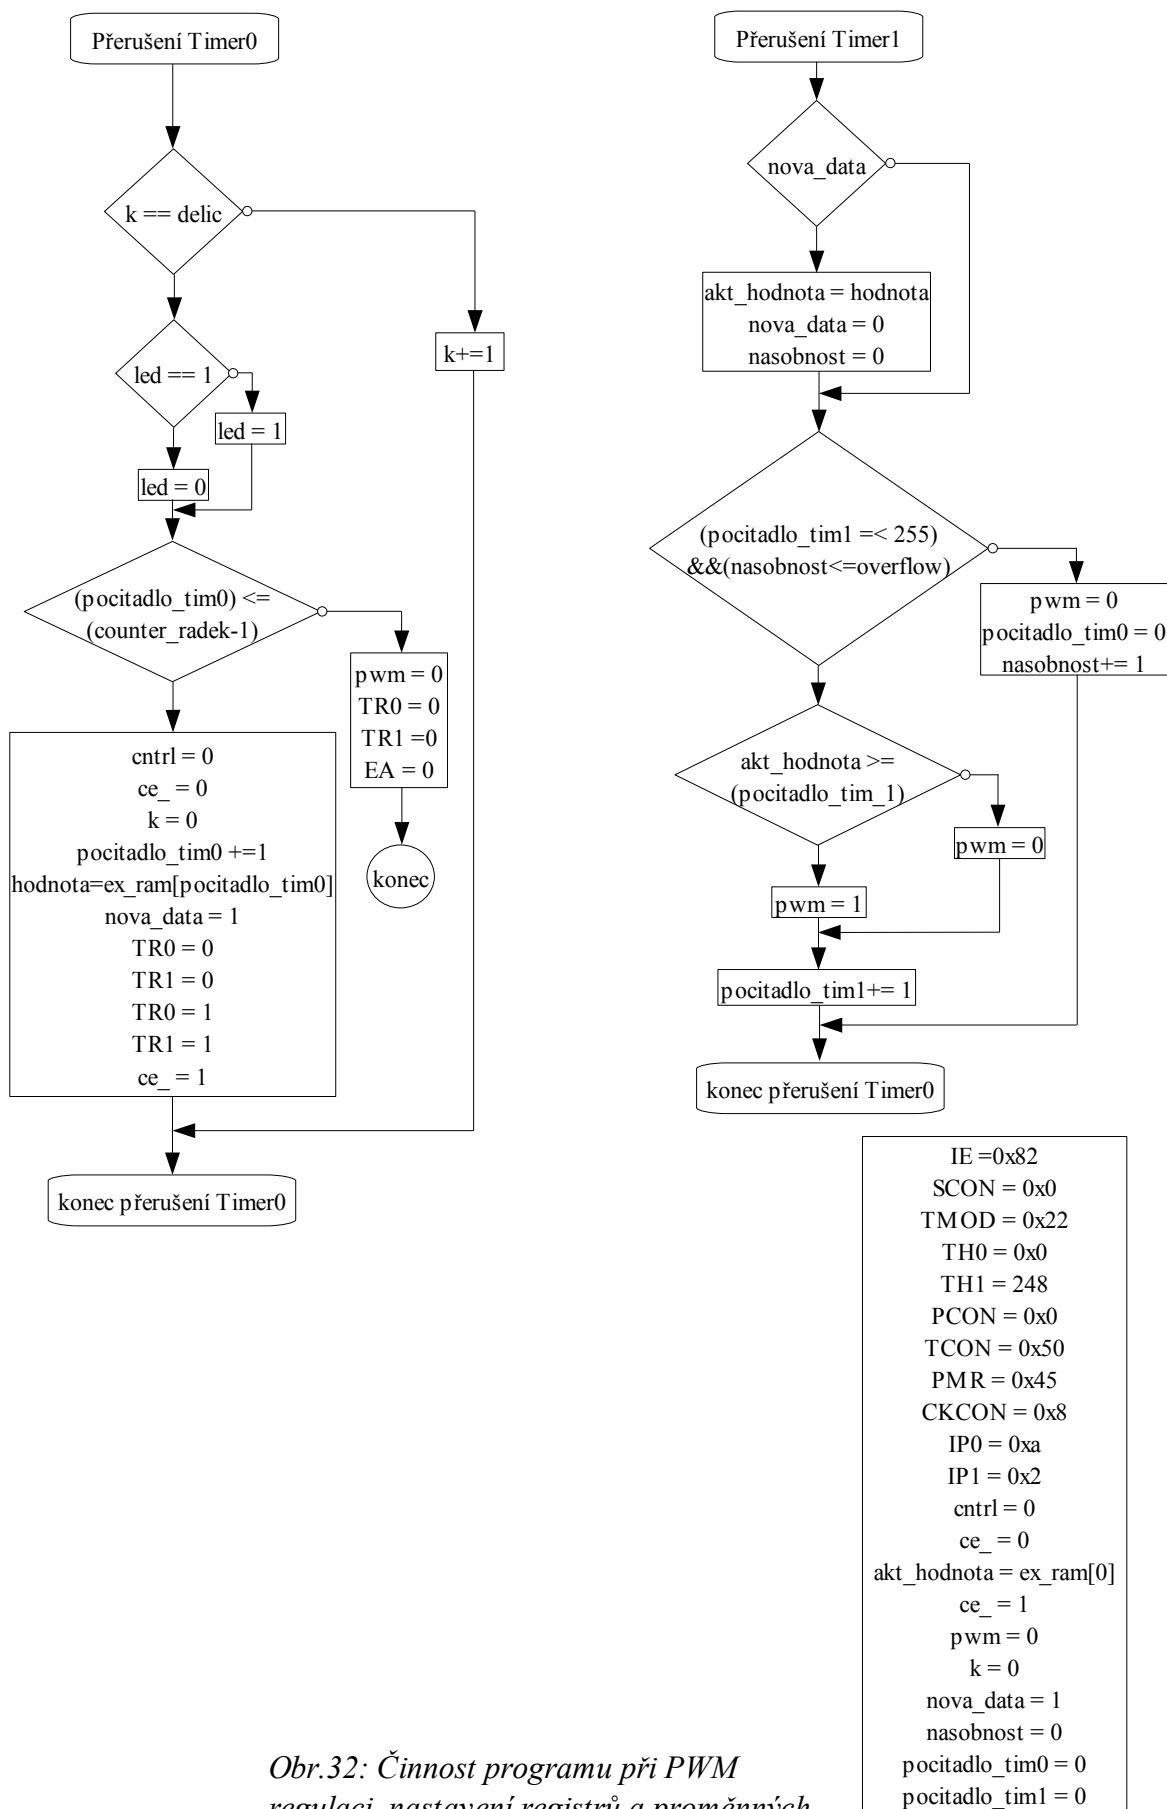 Přerušení Timer0
k == delic
k+=1
led == 1
led = 1
led = 0
(pocitadlo_tim0) <=
(counter_radek-1)
pwm = 0
TR0 = 0
TR1 =0
EA = 0
konec
cntrl = 0
ce_ = 0
k = 0
pocitadlo_tim0 +=1
hodnota=ex_ram[pocitadlo_tim0]
nova_data = 1
TR0 = 0
TR1 = 0
TR0 = 1
TR1 = 1
ce_ = 1
konec přerušení Timer0
Přerušení Timer1
nova_data
akt_hodnota = hodnota
nova_data = 0
nasobnost = 0
(pocitadlo_tim1 =< 255)
&&(nasobnost<=overflow)
pwm = 0
pocitadlo_tim0 = 0
nasobnost+= 1
akt_hodnota >=
(pocitadlo_tim_1)
pwm = 0
pwm = 1
pocitadlo_tim1+= 1
konec přerušení Timer0
IE =0x82
SCON = 0x0
TMOD = 0x22
TH0 = 0x0
TH1 = 248
PCON = 0x0
TCON = 0x50
PMR = 0x45
CKCON = 0x8
IP0 = 0xa
IP1 = 0x2
cntrl = 0
ce_ = 0
akt_hodnota = ex_ram[0]
ce_ = 1
pwm = 0
k = 0
nova_data = 1
nasobnost = 0
pocitadlo_tim0 = 0
pocitadlo_tim1 = 0
Obr.32: Činnost programu při PWM
regulaci, nastavení registrů a proměnných